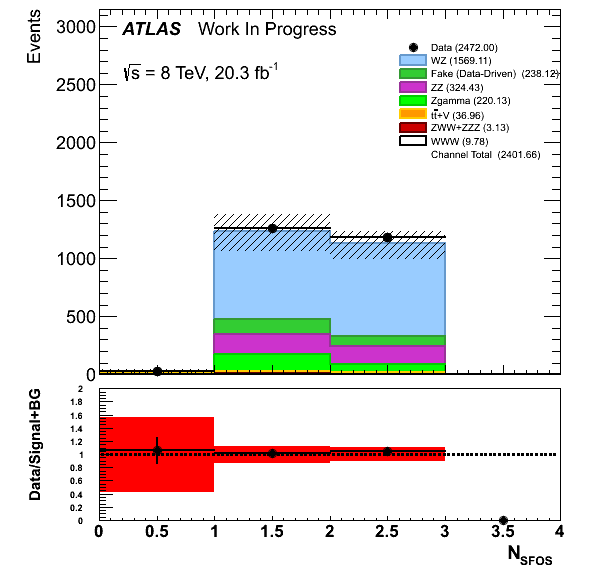 ATLAS Work In Progress
√s = 8 TeV, 20.3 fb⁻¹
Data (2472.00)
WZ (1569.11)
Fake (Data-Driven) (238.12)
ZZ (324.43)
Zgamma (220.13)
tt̄+V (36.96)
ZWW+ZZZ (3.13)
WWW (9.78)
Channel Total (2401.66)
Events
3000
2500
2000
1500
1000
500
0
Data/Signal+BG
2
1.8
1.6
1.4
1.2
1
0.8
0.6
0.4
0.2
0
0 0.5 1 1.5 2 2.5 3 3.5 4
N_SFOS